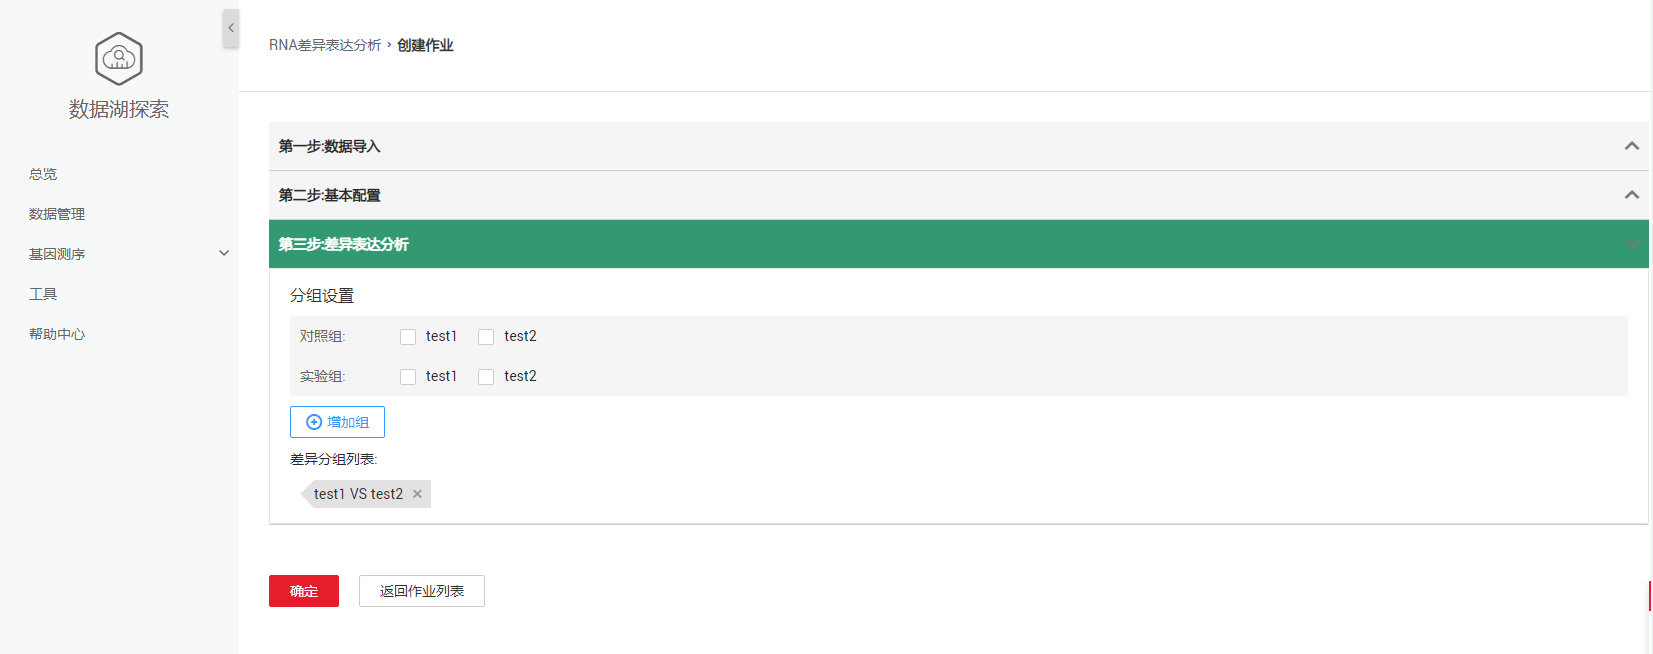 RNA差异表达分析 › 创建作业
数据湖探索
总览
数据管理
基因测序
工具
帮助中心
第一步:数据导入
第二步:基本配置
第三步:差异表达分析
分组设置
对照组: test1 test2
实验组: test1 test2
增加组
差异分组列表:
test1 VS test2 ×
确定 返回作业列表